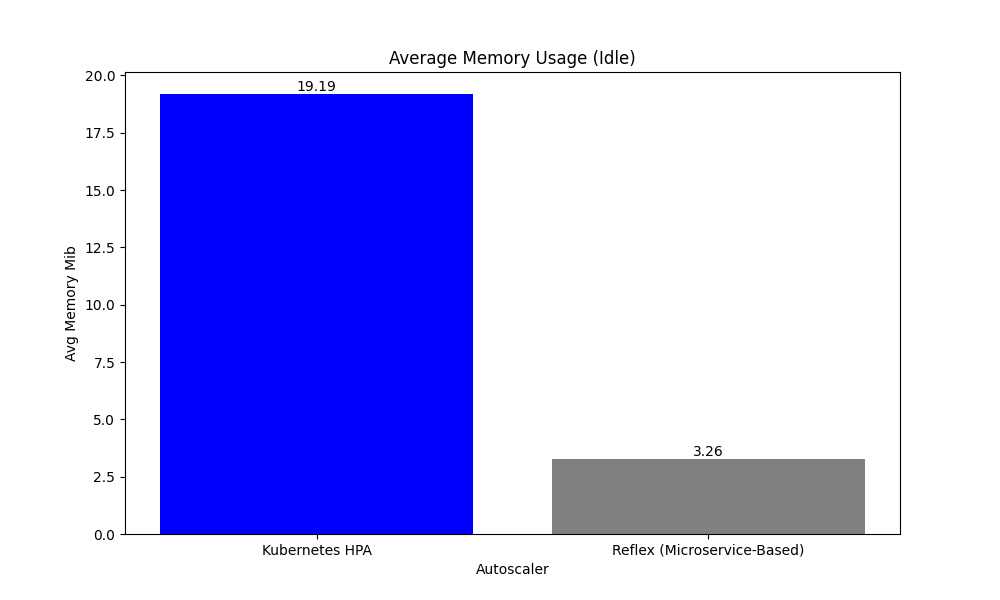 Average Memory Usage (Idle)
20.0
17.5
15.0
12.5
10.0
7.5
5.0
2.5
0.0
Avg Memory Mib
19.19
3.26
Kubernetes HPA
Reflex (Microservice-Based)
Autoscaler